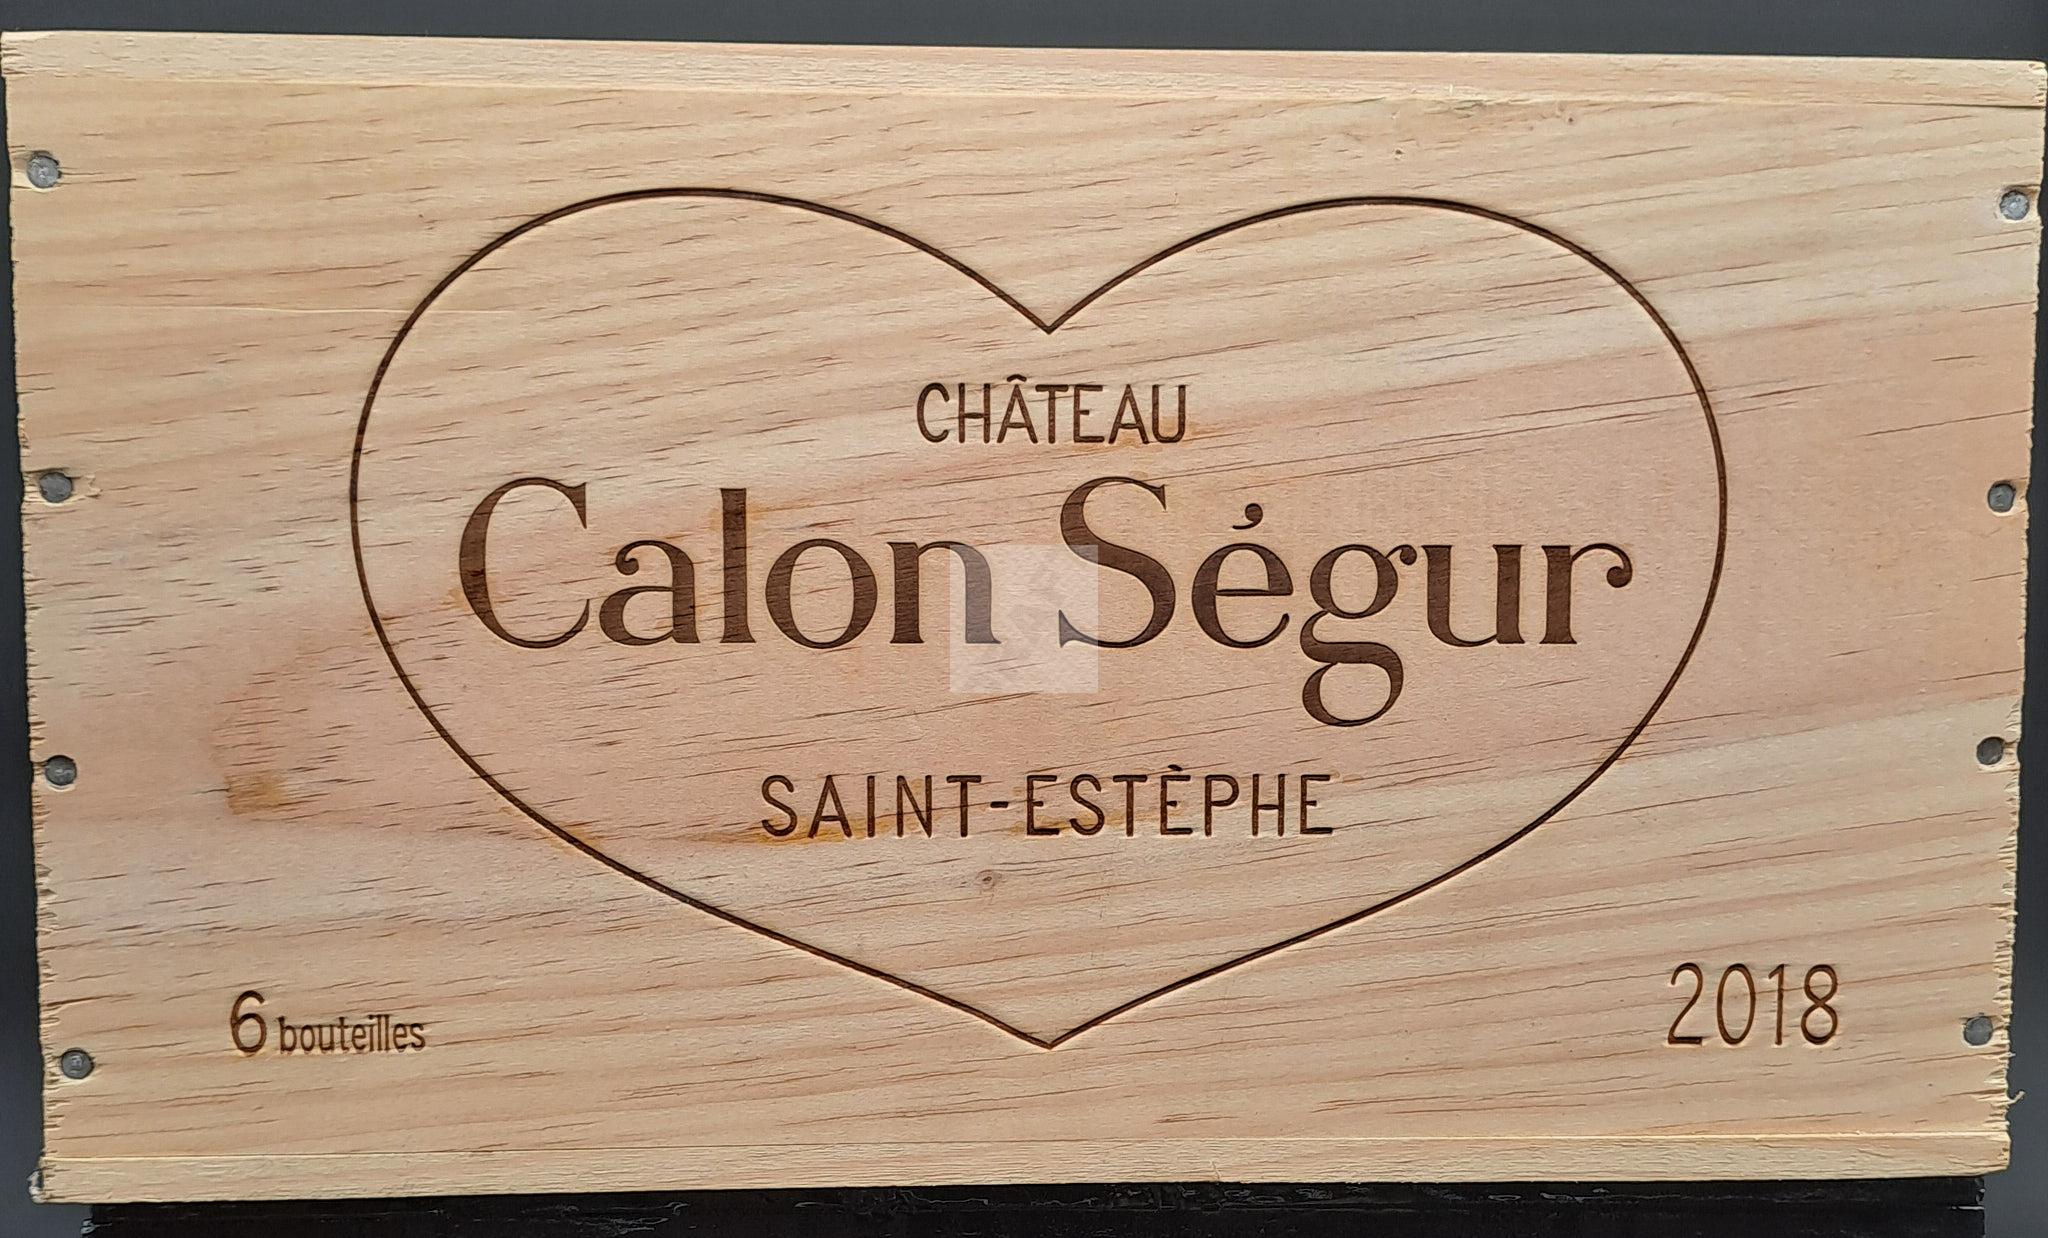 CHÂTEAU
Calon Ségur
SAINT-ESTÈPHE
6 bouteilles
2018